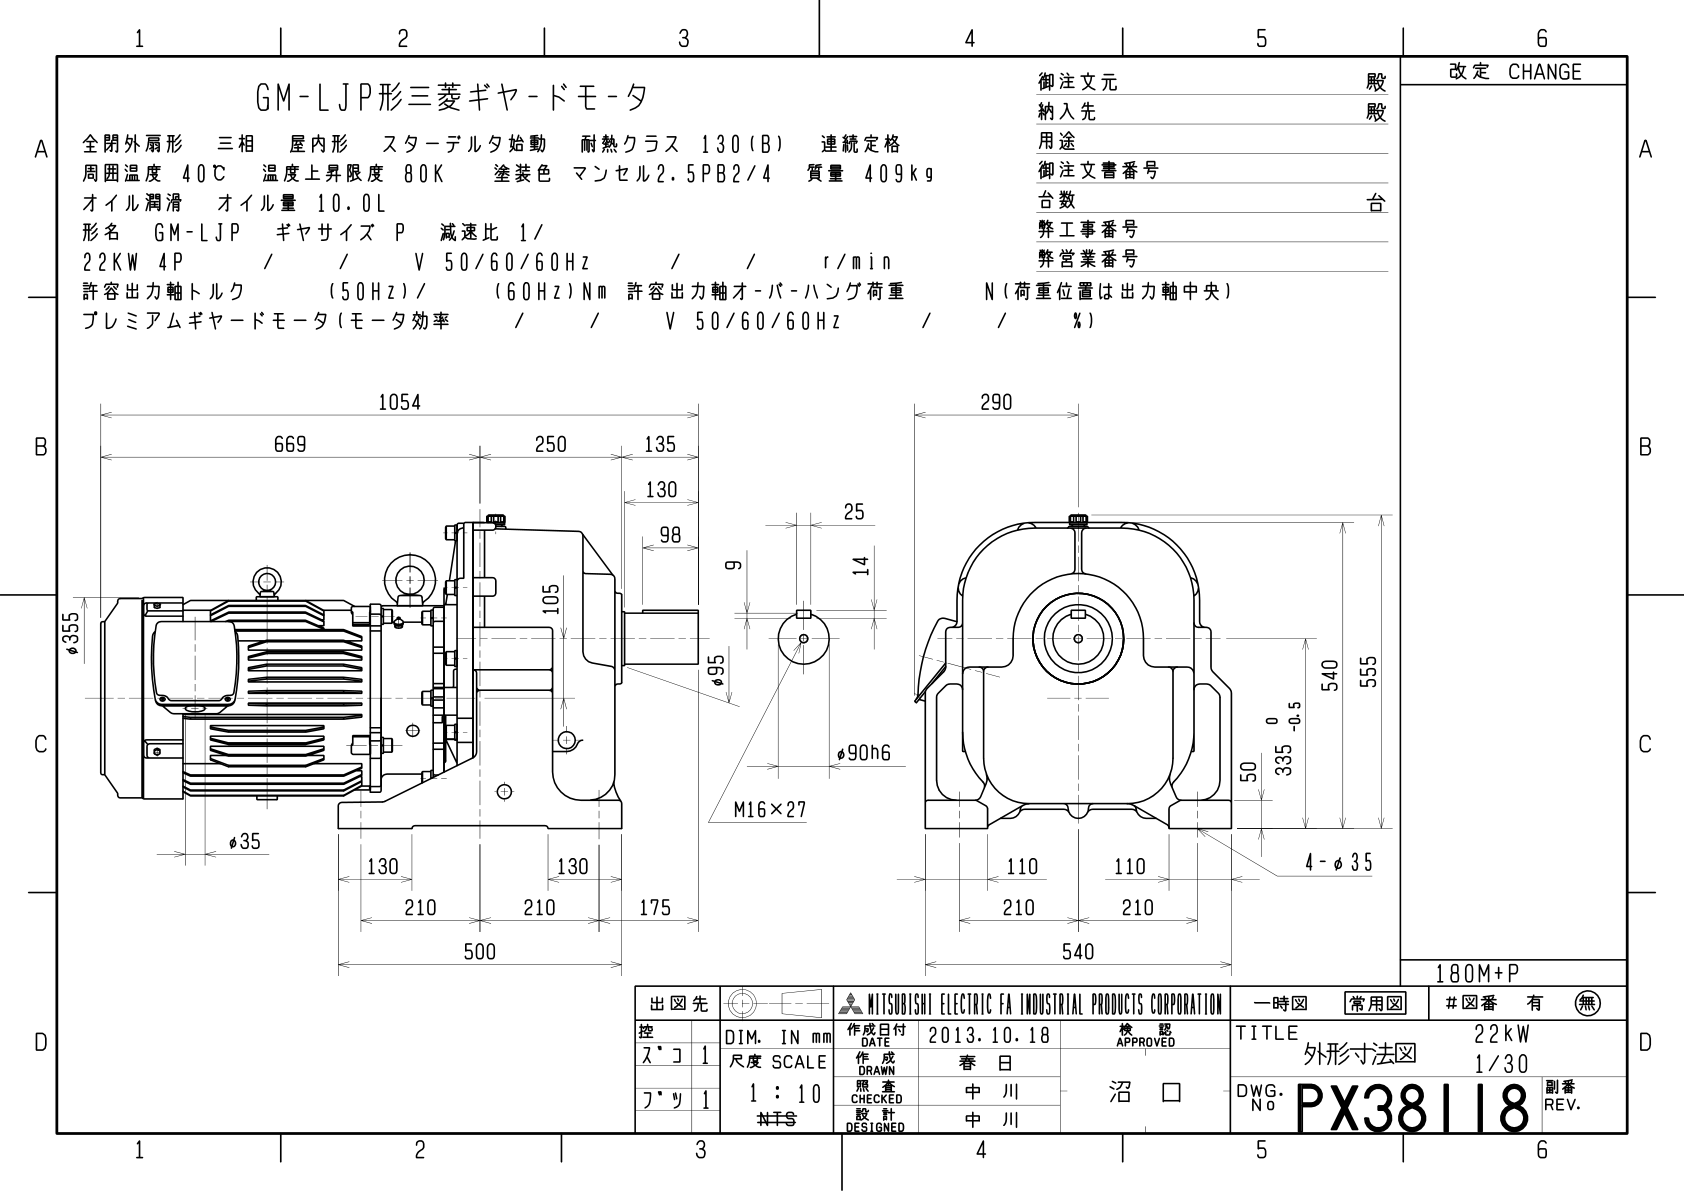 1 2 3 4 5 6
改定 CHANGE
GM-LJP形三菱ギヤードモータ
御注文元 殿
納入先 殿
用途
御注文書番号
台数 台
弊工事番号
弊営業番号
全閉外扇形 三相 屋内形 スターデルタ始動 耐熱クラス 130(B) 連続定格
周囲温度 40℃ 温度上昇限度 80K 塗装色 マンセル2.5PB2/4 質量 409kg
オイル潤滑 オイル量 10.0L
形名 GM-LJP ギヤサイズ P 減速比 1/
22KW 4P / / V 50/60/60Hz / / r/min
許容出力軸トルク (50Hz)/ (60Hz)Nm 許容出力軸オーバーハング荷重 N(荷重位置は出力軸中央)
プレミアムギヤードモータ(モータ効率 / / V 50/60/60Hz / / %)
A A
B B
C C
D D
1054
669 250 135
130
98
105
φ355
φ95
φ35
130 130
210 210 175
500
25
9
14
φ90h6
M16×27
290
540
555
335 0 -0.5
50
4-φ35
110 110
210 210
540
180M+P
出図先
控
ズコ 1
ブツ 1
DIM. IN mm
尺度 SCALE
1 : 10
NTS
MITSUBISHI ELECTRIC FA INDUSTRIAL PRODUCTS CORPORATION
作成日付 DATE 2013.10.18
作成 DRAWN 春日
照査 CHECKED 中川
設計 DESIGNED 中川
検認 APPROVED
沼口
一時図 常用図 #図番 有 無
TITLE 22kW
外形寸法図 1/30
DWG. No PX38118
副番 REV.
1 2 3 4 5 6